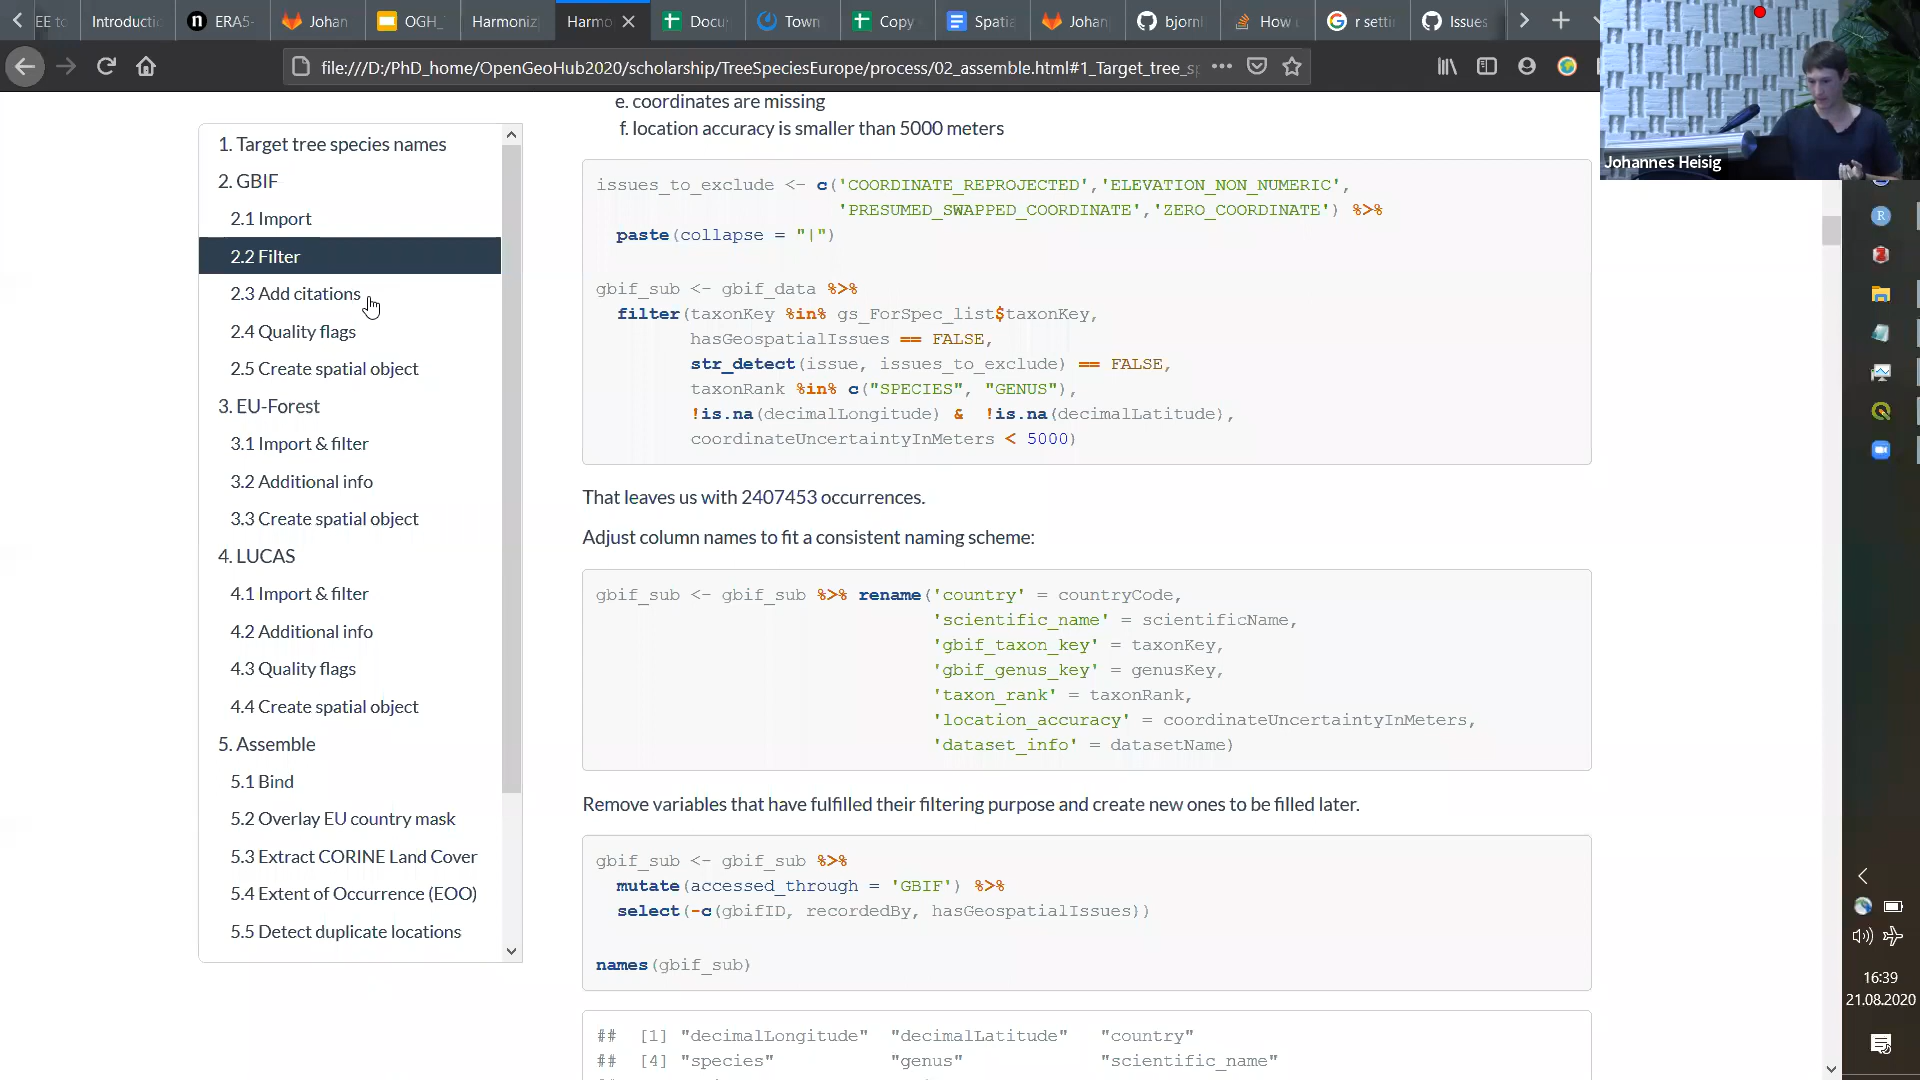 EE to
Introducti
ERA5-
Johan
OGH_
Harmoniz
Harmo
Docu
Town
Copy
Spatia
Johan
bjornl
How
r setti
Issues
file:///D:/PhD_home/OpenGeoHub2020/scholarship/TreeSpeciesEurope/process/02_assemble.html#1_Target_tree_sp
Johannes Heisig
1. Target tree species names
2. GBIF
2.1 Import
2.2 Filter
2.3 Add citations
2.4 Quality flags
2.5 Create spatial object
3. EU-Forest
3.1 Import & filter
3.2 Additional info
3.3 Create spatial object
4. LUCAS
4.1 Import & filter
4.2 Additional info
4.3 Quality flags
4.4 Create spatial object
5. Assemble
5.1 Bind
5.2 Overlay EU country mask
5.3 Extract CORINE Land Cover
5.4 Extent of Occurrence (EOO)
5.5 Detect duplicate locations
e. coordinates are missing
f. location accuracy is smaller than 5000 meters
issues_to_exclude <- c('COORDINATE_REPROJECTED','ELEVATION_NON_NUMERIC',
'PRESUMED_SWAPPED_COORDINATE','ZERO_COORDINATE') %>%
paste(collapse = "|")
gbif_sub <- gbif_data %>%
filter(taxonKey %in% gs_ForSpec_list$taxonKey,
hasGeospatialIssues == FALSE,
str_detect(issue, issues_to_exclude) == FALSE,
taxonRank %in% c("SPECIES", "GENUS"),
!is.na(decimalLongitude) & !is.na(decimalLatitude),
coordinateUncertaintyInMeters < 5000)
That leaves us with 2407453 occurrences.
Adjust column names to fit a consistent naming scheme:
gbif_sub <- gbif_sub %>% rename('country' = countryCode,
'scientific_name' = scientificName,
'gbif_taxon_key' = taxonKey,
'gbif_genus_key' = genusKey,
'taxon_rank' = taxonRank,
'location_accuracy' = coordinateUncertaintyInMeters,
'dataset_info' = datasetName)
Remove variables that have fulfilled their filtering purpose and create new ones to be filled later.
gbif_sub <- gbif_sub %>%
mutate(accessed_through = 'GBIF') %>%
select(-c(gbifID, recordedBy, hasGeospatialIssues))
names(gbif_sub)
## [1] "decimalLongitude" "decimalLatitude" "country"
## [4] "species" "genus" "scientific_name"
16:39
21.08.2020